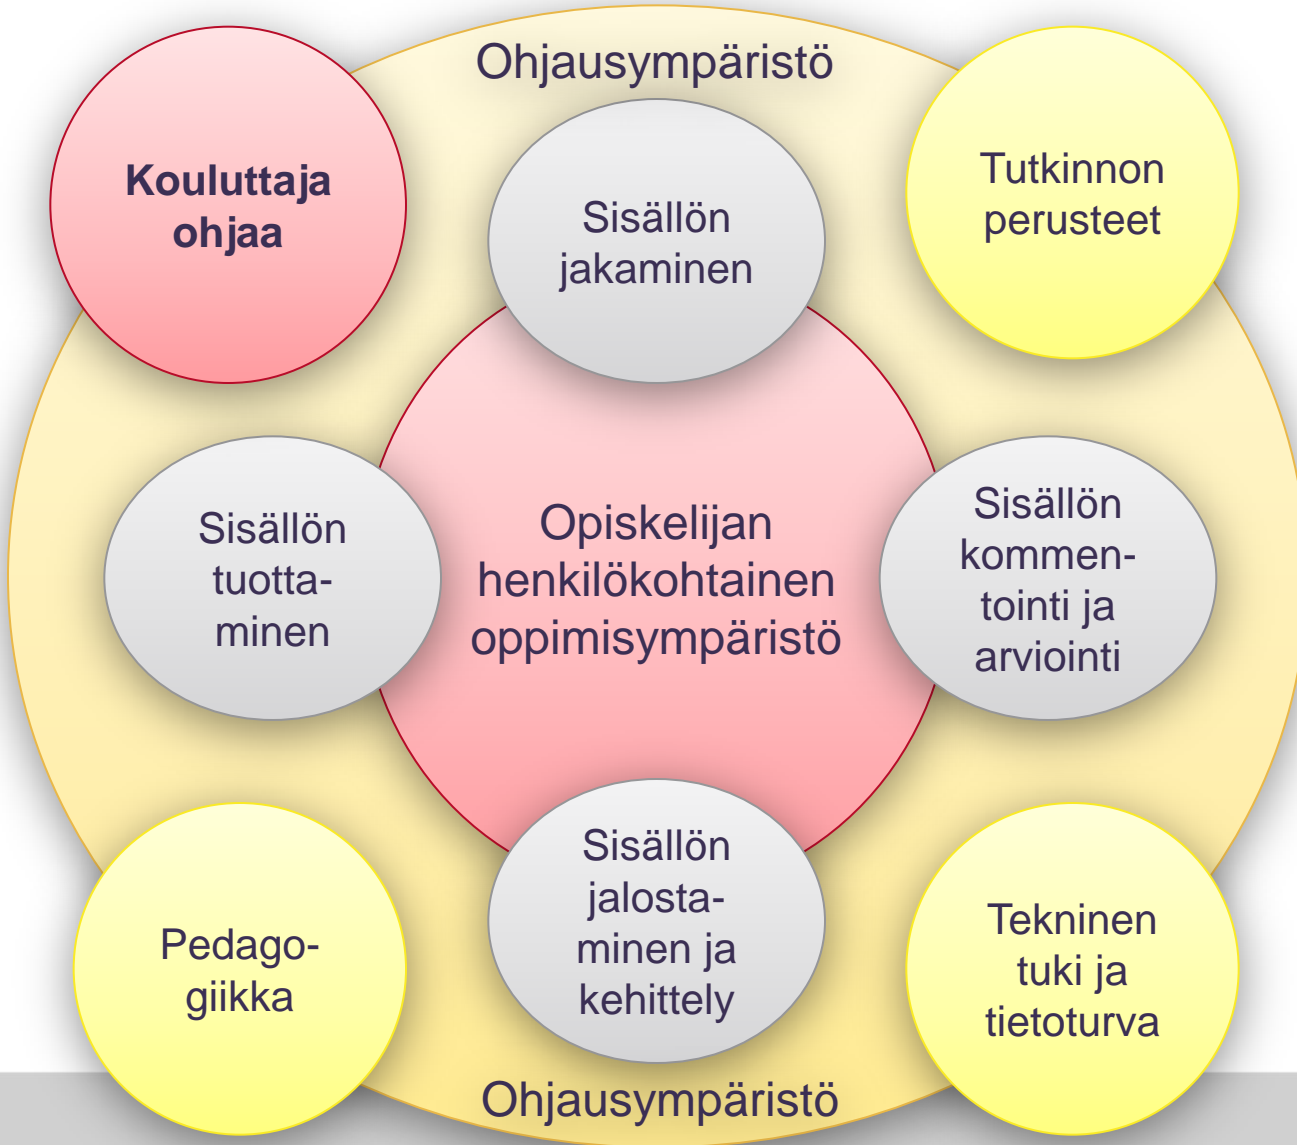 Ohjausympäristö
Kouluttaja
ohjaa
Sisällön
jakaminen
Tutkinnon
perusteet
Sisällön
tuotta-
minen
Opiskelijan
henkilökohtainen
oppimisympäristö
Sisällön
kommen-
tointi ja
arviointi
Pedago-
giikka
Sisällön
jalosta-
minen ja
kehittely
Tekninen
tuki ja
tietoturva
Ohjausympäristö